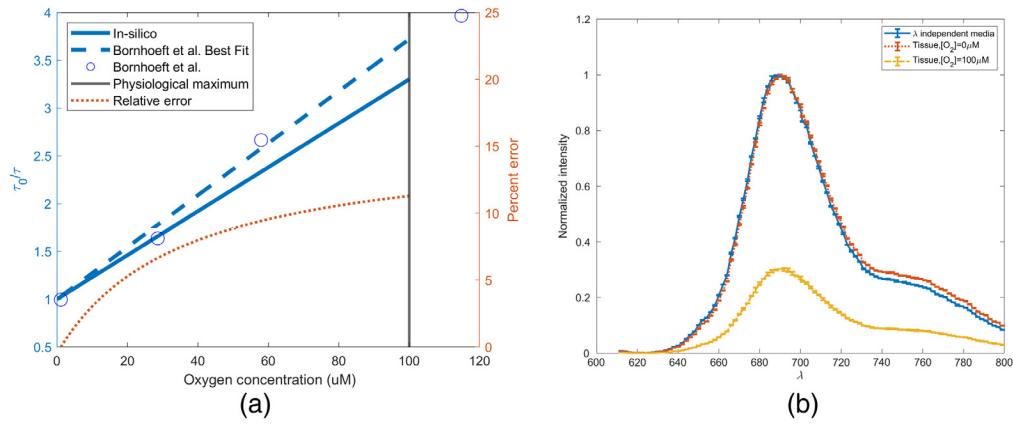 4
3.5
3
2.5
2
1.5
1
0.5
τ0/τ
In-silico
Bornhoeft et al. Best Fit
Bornhoeft et al.
Physiological maximum
Relative error
25
20
15
10
5
0
Percent error
0 20 40 60 80 100 120
Oxygen concentration (uM)
(a)
1.2
1
0.8
0.6
0.4
0.2
0
Normalized intensity
λ independent media
Tissue,[O2]=0μM
Tissue,[O2]=100μM
600 620 640 660 680 700 720 740 760 780 800
λ
(b)